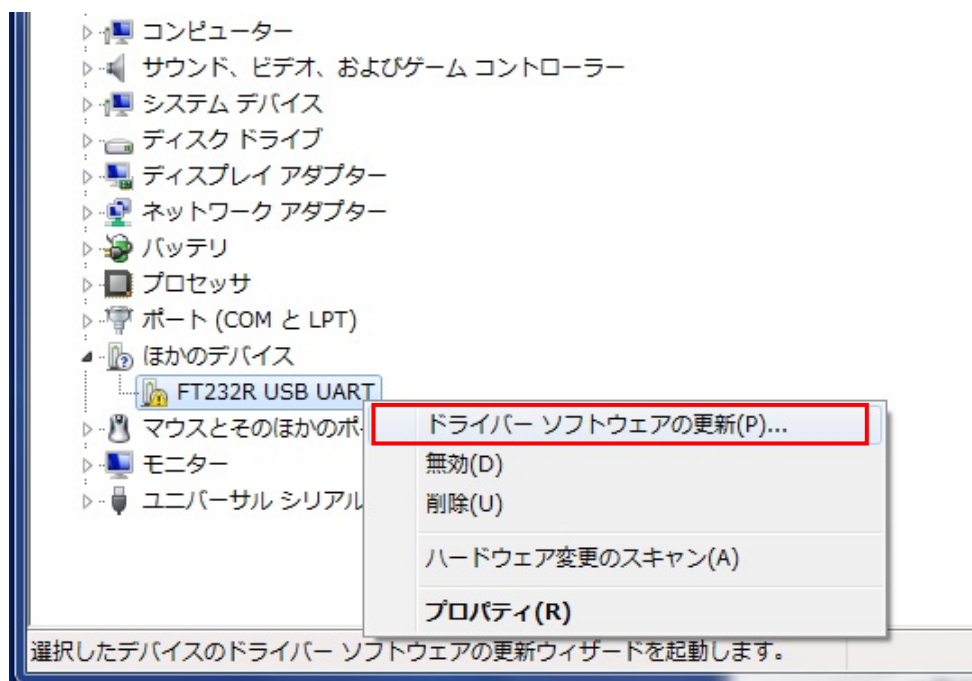 コンピューター
サウンド、ビデオ、およびゲーム コントローラー
システム デバイス
ディスク ドライブ
ディスプレイ アダプター
ネットワーク アダプター
バッテリ
プロセッサ
ポート (COM と LPT)
ほかのデバイス
FT232R USB UART
マウスとそのほかのポ
モニター
ユニバーサル シリアル
ドライバー ソフトウェアの更新(P)...
無効(D)
削除(U)
ハードウェア変更のスキャン(A)
プロパティ(R)
選択したデバイスのドライバー ソフトウェアの更新ウィザードを起動します。